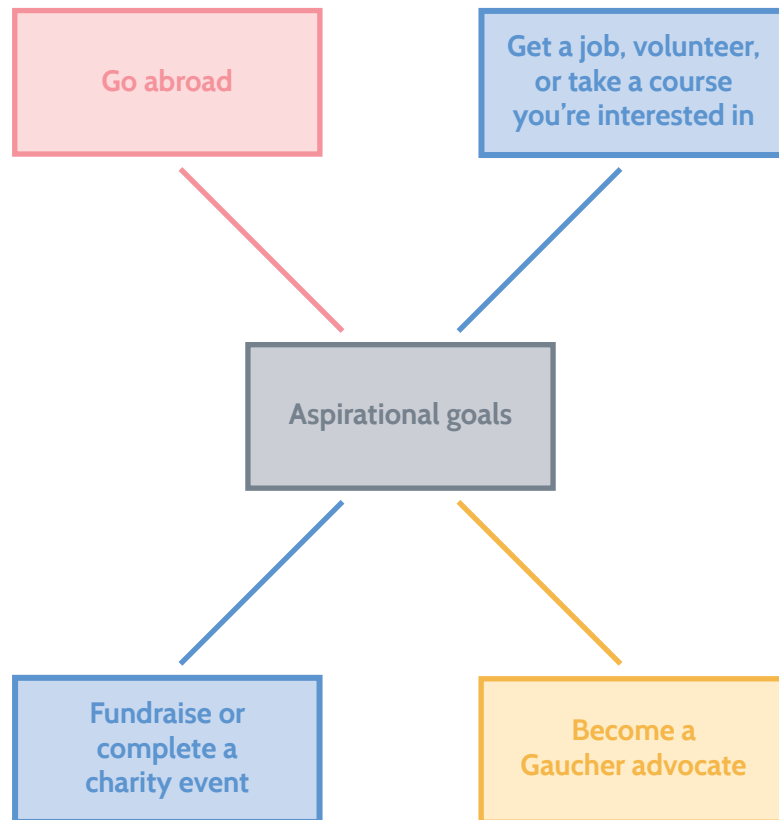 Go abroad
Get a job, volunteer,
or take a course
you’re interested in
Aspirational goals
Fundraise or
complete a
charity event
Become a
Gaucher advocate